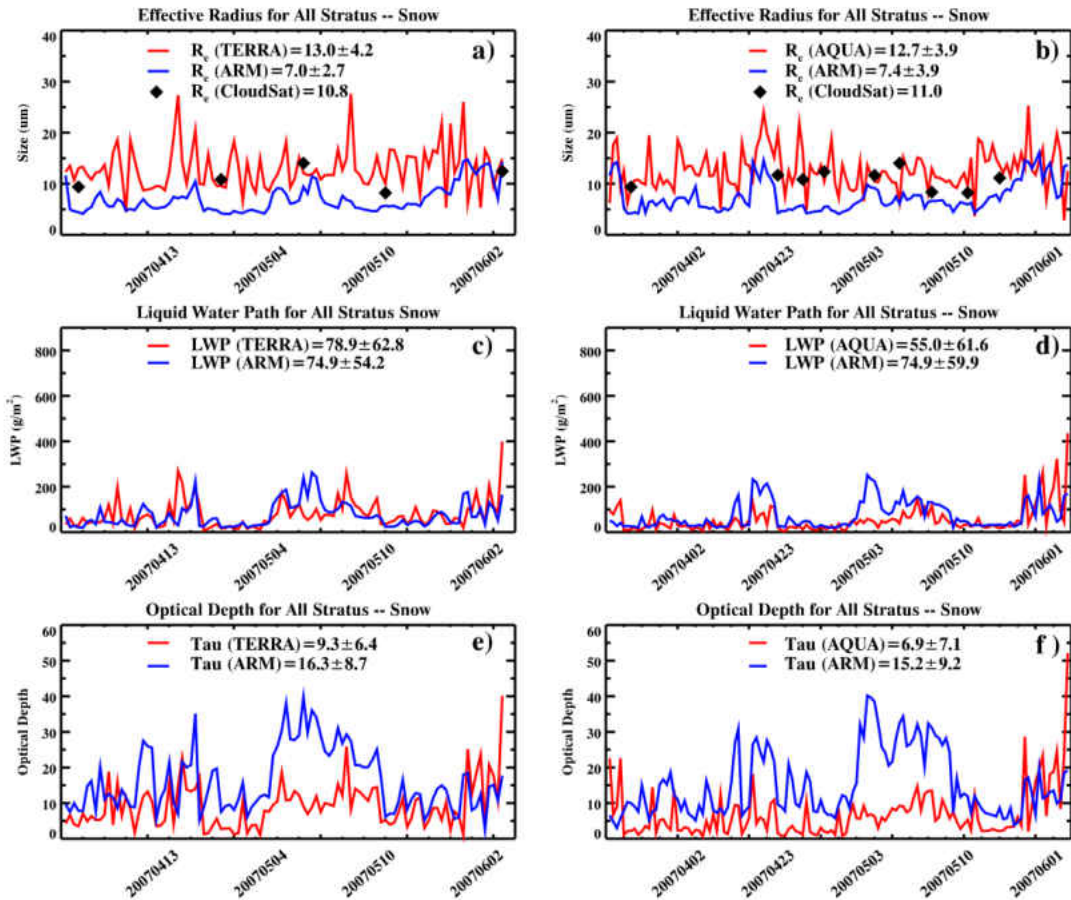 Effective Radius for All Stratus -- Snow
a)
Rₑ (TERRA)=13.0±4.2
Rₑ (ARM)=7.0±2.7
Rₑ (CloudSat)=10.8
Size (um)
40
30
20
10
0
20070413
20070504
20070510
20070602
Effective Radius for All Stratus -- Snow
b)
Rₑ (AQUA)=12.7±3.9
Rₑ (ARM)=7.4±3.9
Rₑ (CloudSat)=11.0
Size (um)
40
30
20
10
0
20070402
20070423
20070503
20070510
20070601
Liquid Water Path for All Stratus Snow
c)
LWP (TERRA)=78.9±62.8
LWP (ARM)=74.9±54.2
LWP (g/m²)
800
600
400
200
0
20070413
20070504
20070510
20070602
Liquid Water Path for All Stratus -- Snow
d)
LWP (AQUA)=55.0±61.6
LWP (ARM)=74.9±59.9
LWP (g/m²)
800
600
400
200
0
20070402
20070423
20070503
20070510
20070601
Optical Depth for All Stratus -- Snow
e)
Tau (TERRA)=9.3±6.4
Tau (ARM)=16.3±8.7
Optical Depth
60
50
40
30
20
10
0
20070413
20070504
20070510
20070602
Optical Depth for All Stratus -- Snow
f)
Tau (AQUA)=6.9±7.1
Tau (ARM)=15.2±9.2
Optical Depth
60
50
40
30
20
10
0
20070402
20070423
20070503
20070510
20070601